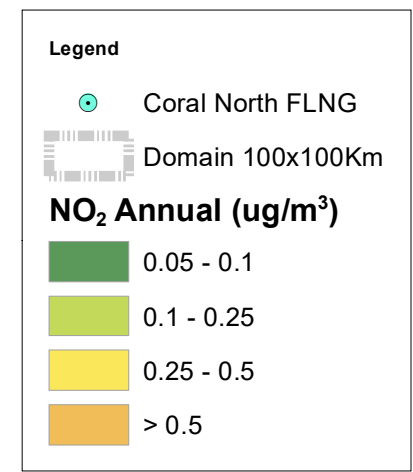 Legend
Coral North FLNG
Domain 100x100Km
NO₂ Annual (ug/m³)
0.05 - 0.1
0.1 - 0.25
0.25 - 0.5
> 0.5